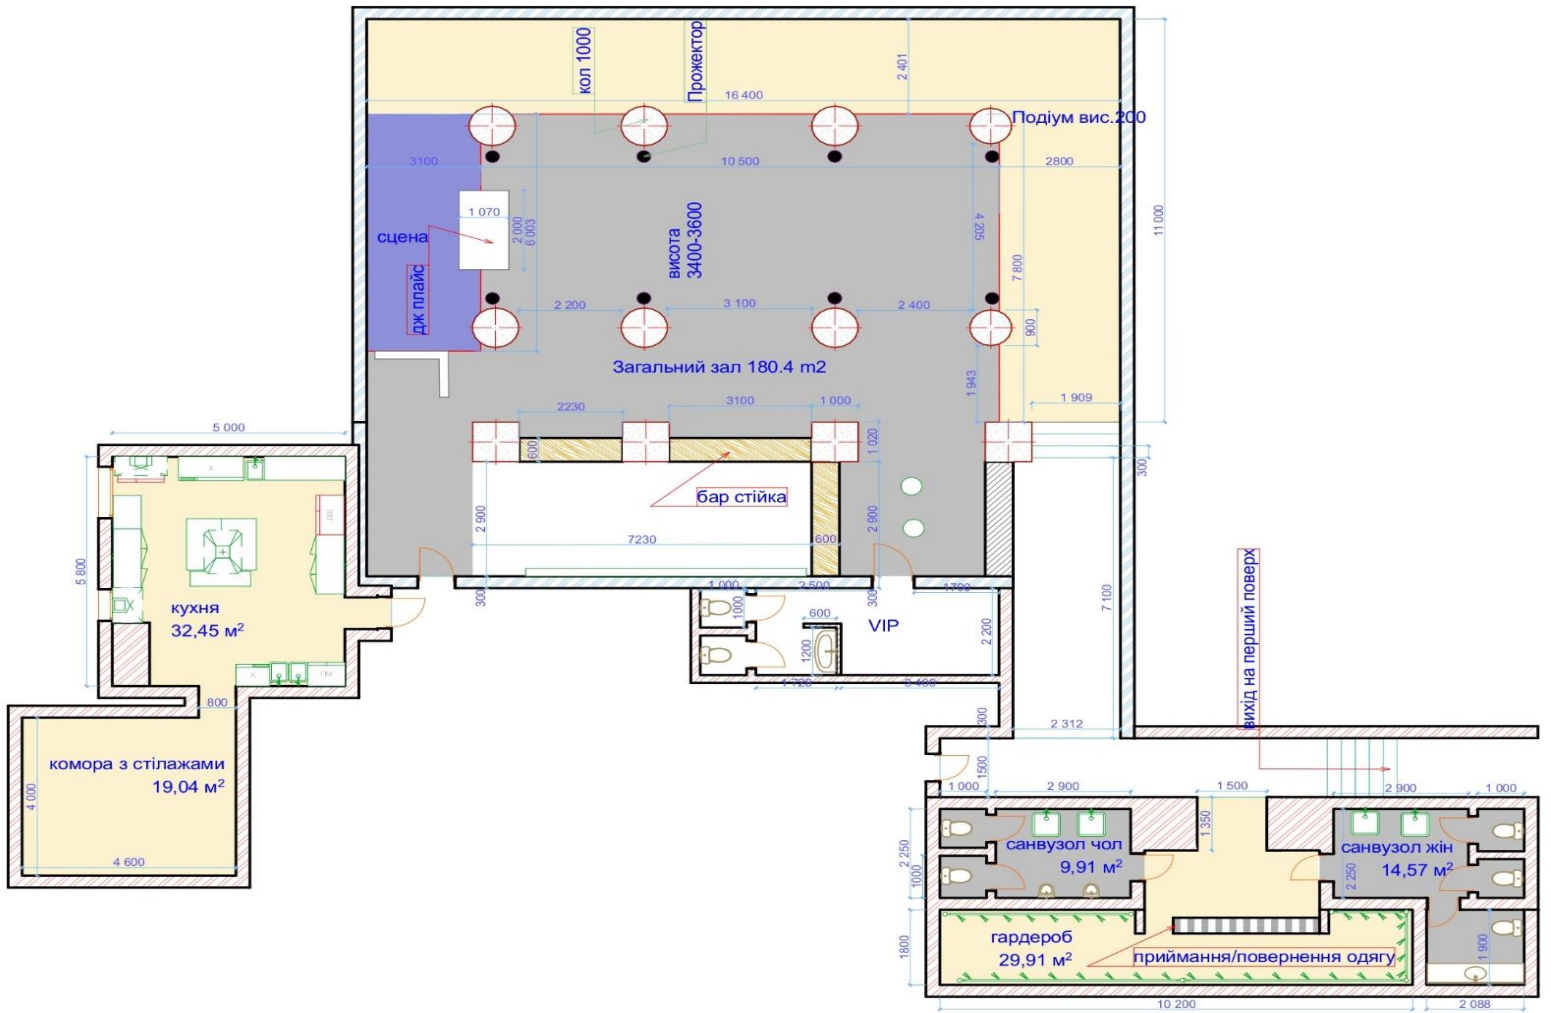 кол 1000
Прожектор
2 401
16 400
Подіум вис.200
3100
10 500
2800
11 000
1 070
2 000
6 003
сцена
дж плайс
висота
3400-3600
4 205
7 800
2 200
3 100
2 400
900
Загальний зал 180.4 m2
1 943
1 909
2230
3100
1 000
5 000
600
1 020
300
бар стійка
2 900
2 900
7230
600
5 800
кухня
32,45 м²
300
1 000
2 500
300
1700
1000
600
VIP
1200
2 200
7 100
1 720
3 400
вихід на перший поверх
800
300
2 312
комора з стілажами
19,04 м²
4 000
4 600
1500
1 000
2 900
1 500
2 900
1 000
1 350
2 250
1000
санвузол чол
9,91 м²
санвузол жін
14,57 м²
2 250
1800
гардероб
29,91 м²
приймання/повернення одягу
1 900
10 200
2 088